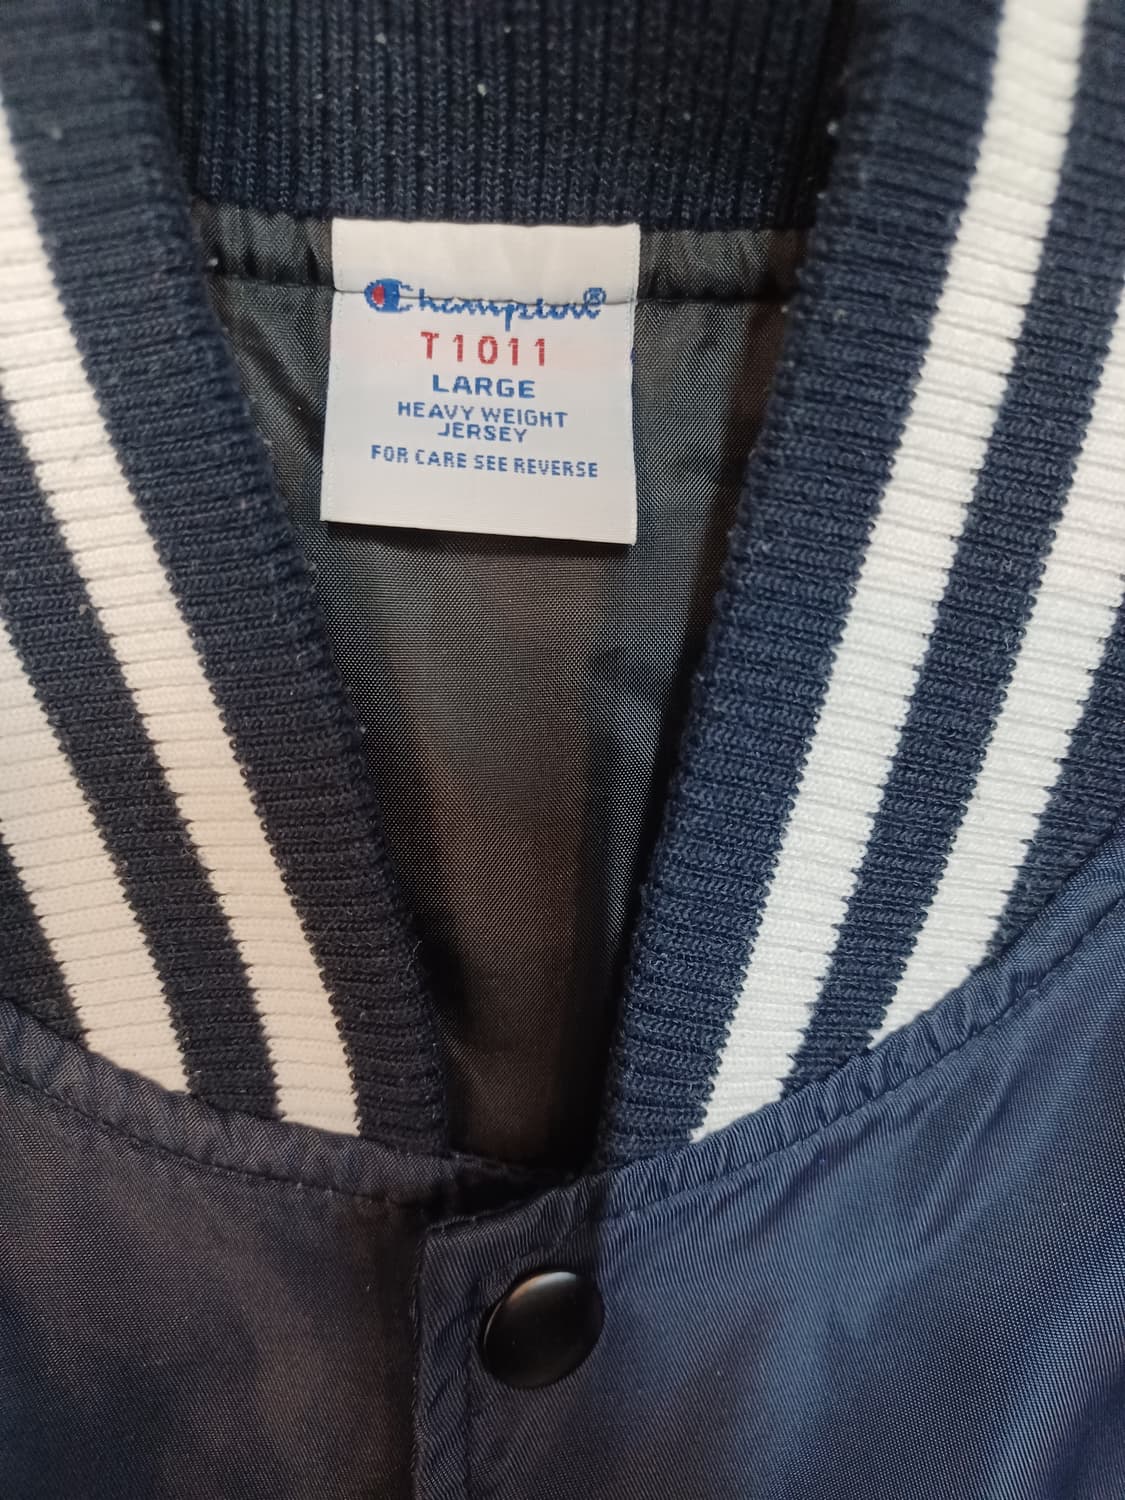 Champion®
T1011
LARGE
HEAVY WEIGHT
JERSEY
FOR CARE SEE REVERSE